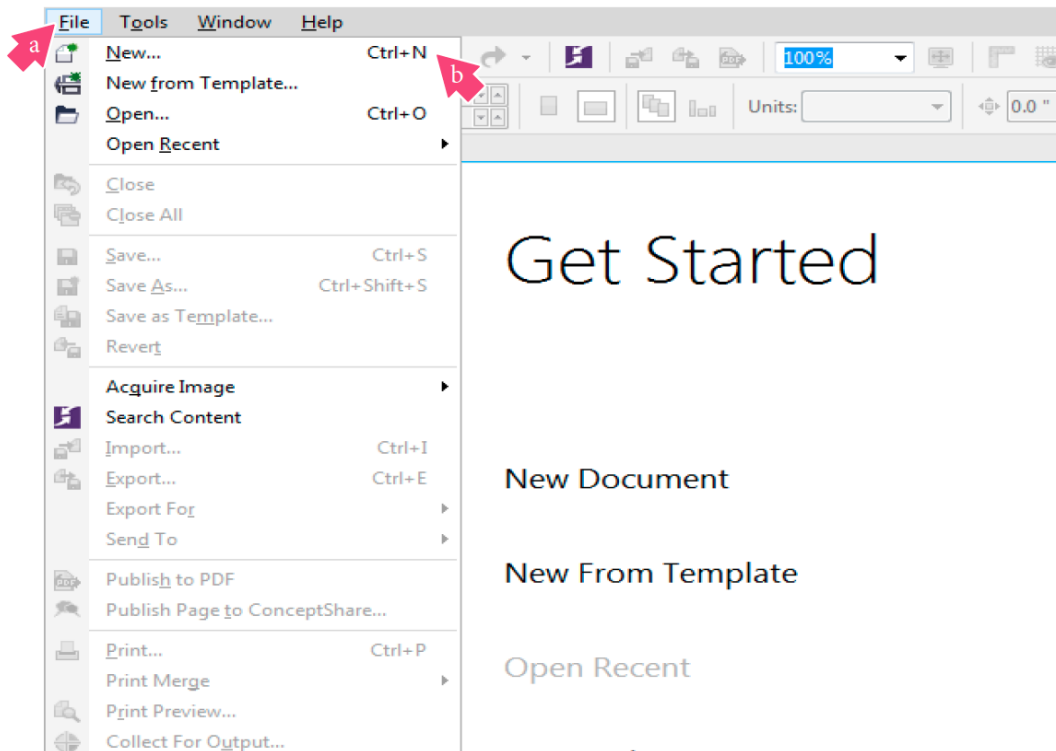 File Tools Window Help
a
New... Ctrl+N
b
100%
New from Template...
Open... Ctrl+O
Units:
0.0 "
Open Recent
Close
Close All
Save... Ctrl+S
Save As... Ctrl+Shift+S
Save as Template...
Revert
Acquire Image
Search Content
Import... Ctrl+I
Export... Ctrl+E
Export For
Send To
Publish to PDF
Publish Page to ConceptShare...
Print... Ctrl+P
Print Merge
Print Preview...
Collect For Output...
Get Started
New Document
New From Template
Open Recent